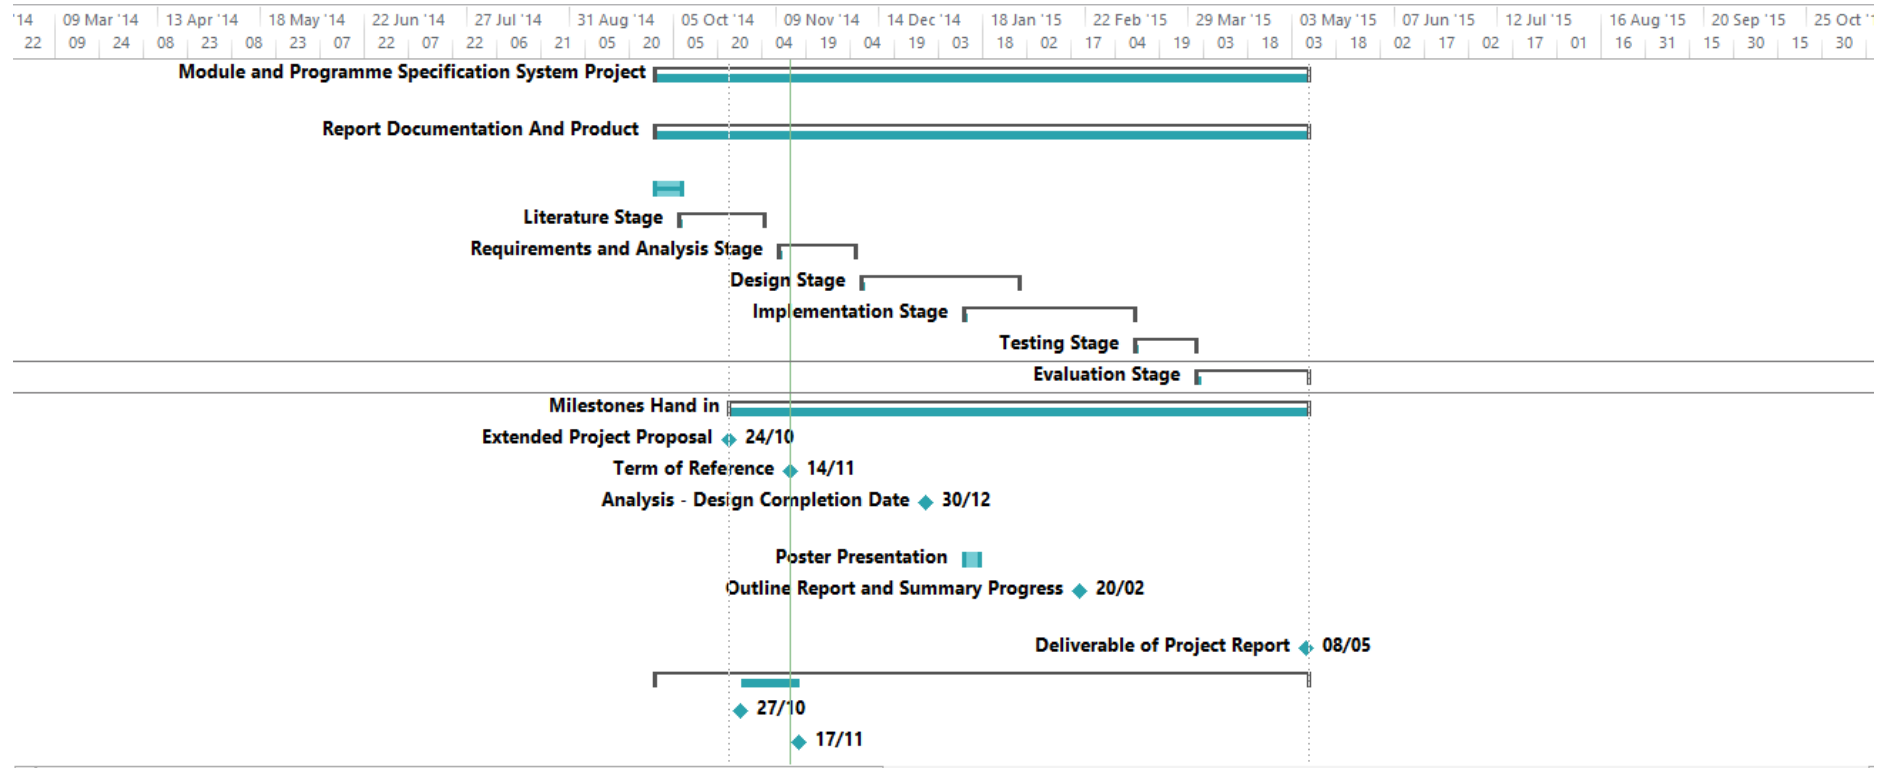 '14 09 Mar '14 13 Apr '14 18 May '14 22 Jun '14 27 Jul '14 31 Aug '14 05 Oct '14 09 Nov '14 14 Dec '14 18 Jan '15 22 Feb '15 29 Mar '15 03 May '15 07 Jun '15 12 Jul '15 16 Aug '15 20 Sep '15 25 Oct '1
22 09 24 08 23 08 23 07 22 07 22 06 21 05 20 05 20 04 19 04 19 03 18 02 17 04 19 03 18 03 18 02 17 02 17 01 16 31 15 30 15 30
Module and Programme Specification System Project
Report Documentation And Product
Literature Stage
Requirements and Analysis Stage
Design Stage
Implementation Stage
Testing Stage
Evaluation Stage
Milestones Hand in
Extended Project Proposal 24/10
Term of Reference 14/11
Analysis - Design Completion Date 30/12
Poster Presentation
Outline Report and Summary Progress 20/02
Deliverable of Project Report 08/05
27/10
17/11